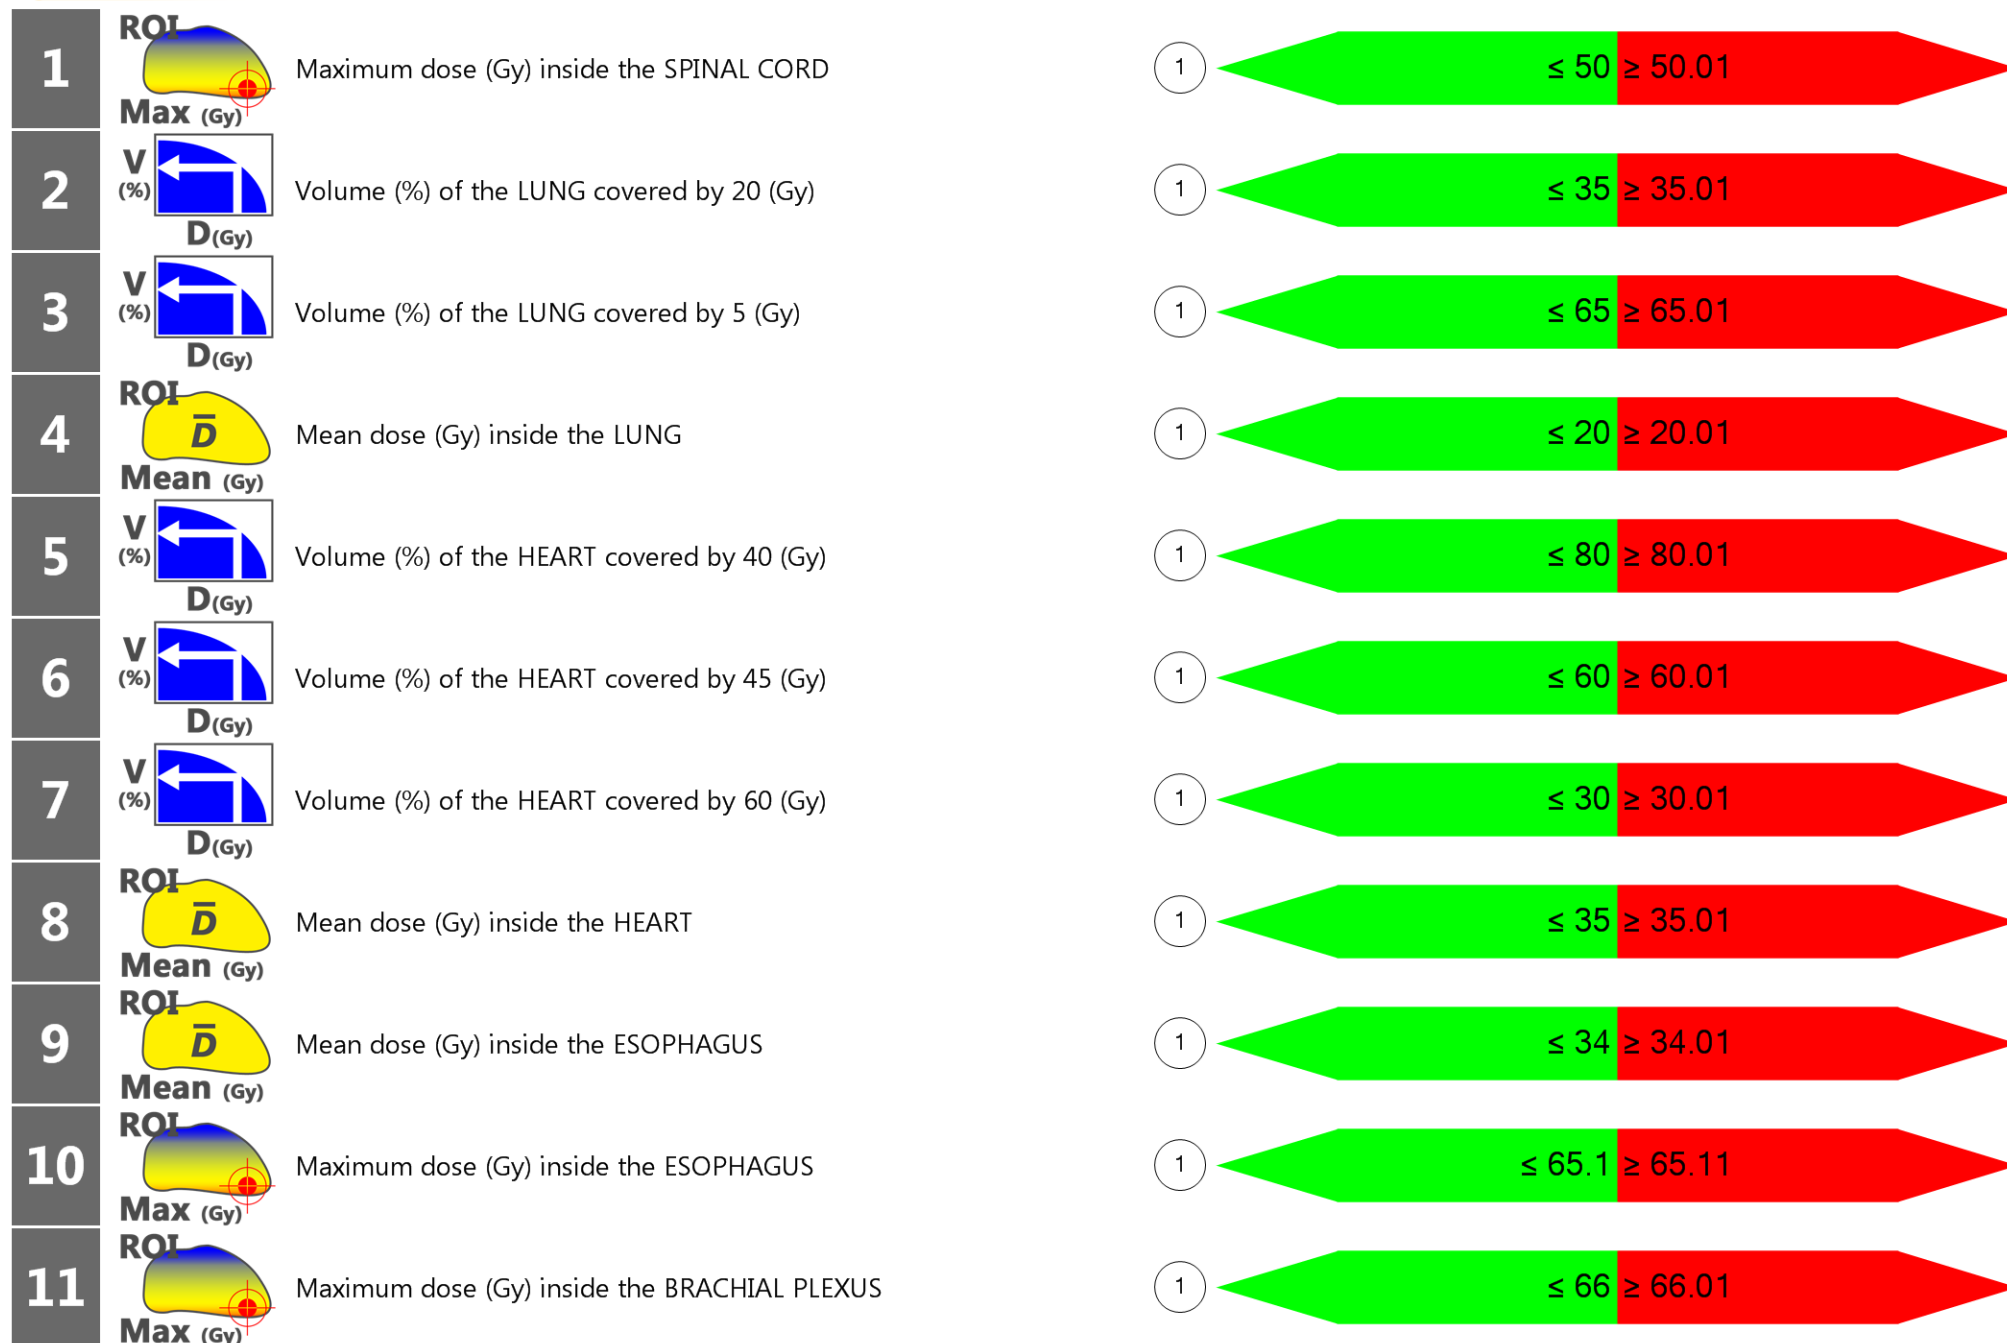 1
ROI
Max (Gy)
Maximum dose (Gy) inside the SPINAL CORD
1
≤ 50 ≥ 50.01
2
V
(%)
D(Gy)
Volume (%) of the LUNG covered by 20 (Gy)
1
≤ 35 ≥ 35.01
3
V
(%)
D(Gy)
Volume (%) of the LUNG covered by 5 (Gy)
1
≤ 65 ≥ 65.01
4
ROI
D̅
Mean (Gy)
Mean dose (Gy) inside the LUNG
1
≤ 20 ≥ 20.01
5
V
(%)
D(Gy)
Volume (%) of the HEART covered by 40 (Gy)
1
≤ 80 ≥ 80.01
6
V
(%)
D(Gy)
Volume (%) of the HEART covered by 45 (Gy)
1
≤ 60 ≥ 60.01
7
V
(%)
D(Gy)
Volume (%) of the HEART covered by 60 (Gy)
1
≤ 30 ≥ 30.01
8
ROI
D̅
Mean (Gy)
Mean dose (Gy) inside the HEART
1
≤ 35 ≥ 35.01
9
ROI
D̅
Mean (Gy)
Mean dose (Gy) inside the ESOPHAGUS
1
≤ 34 ≥ 34.01
10
ROI
Max (Gy)
Maximum dose (Gy) inside the ESOPHAGUS
1
≤ 65.1 ≥ 65.11
11
ROI
Max (Gy)
Maximum dose (Gy) inside the BRACHIAL PLEXUS
1
≤ 66 ≥ 66.01